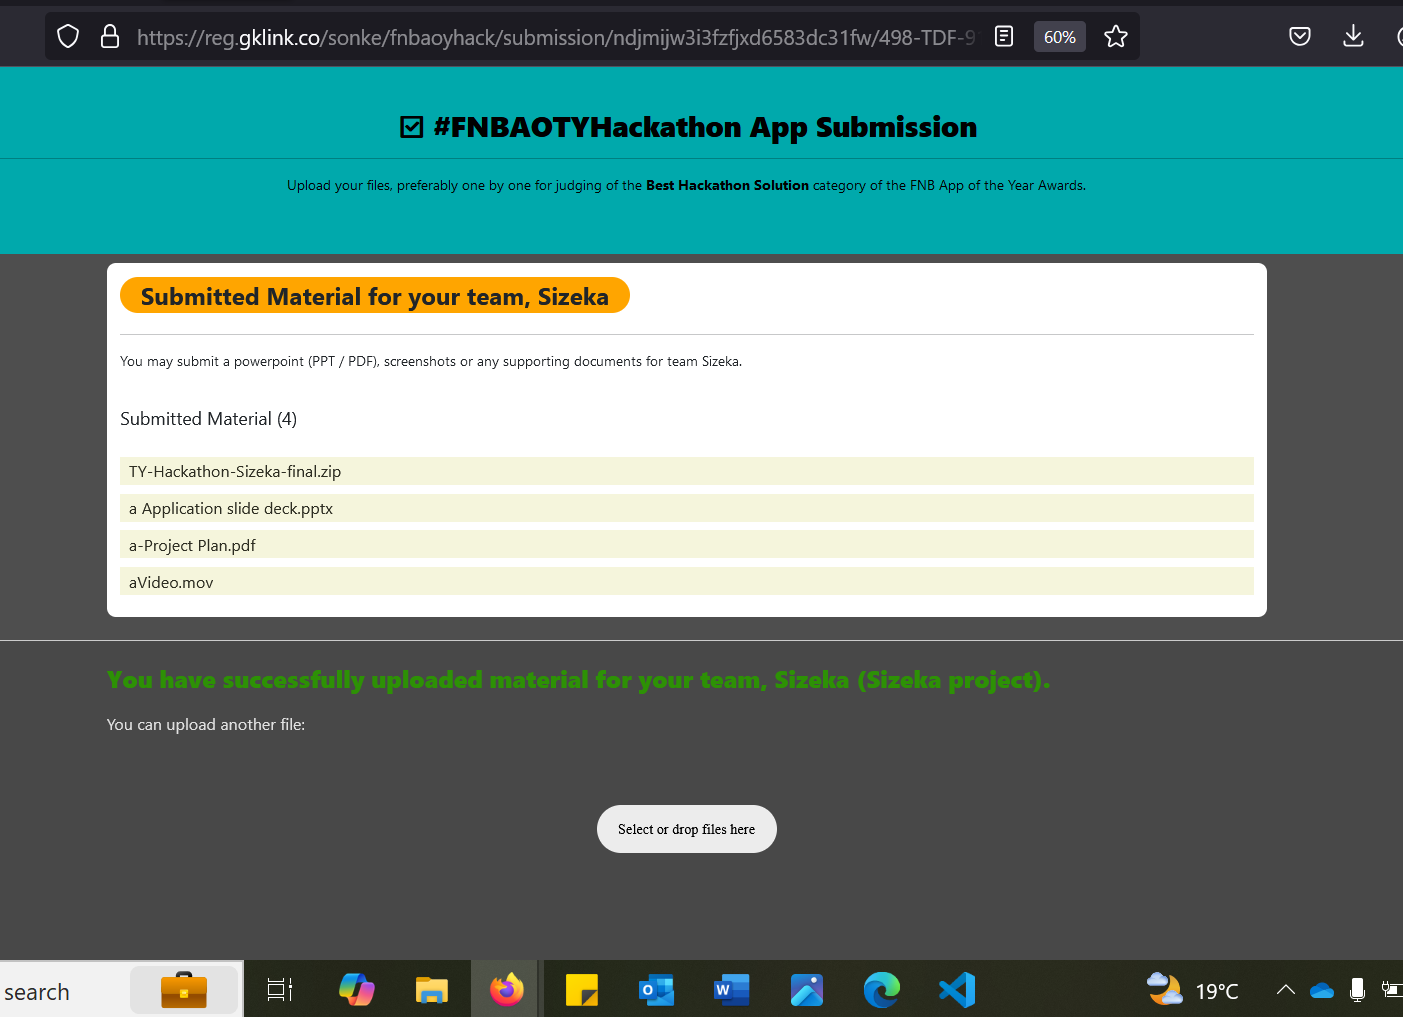 https://reg.gklink.co/sonke/fnbaoyhack/submission/ndjmijw3i3fzfjxd6583dc31fw/498-TDF-9
60%
#FNBAOTYHackathon App Submission
Upload your files, preferably one by one for judging of the Best Hackathon Solution category of the FNB App of the Year Awards.
Submitted Material for your team, Sizeka
You may submit a powerpoint (PPT / PDF), screenshots or any supporting documents for team Sizeka.
Submitted Material (4)
TY-Hackathon-Sizeka-final.zip
a Application slide deck.pptx
a-Project Plan.pdf
aVideo.mov
You have successfully uploaded material for your team, Sizeka (Sizeka project).
You can upload another file:
Select or drop files here
search
19°C